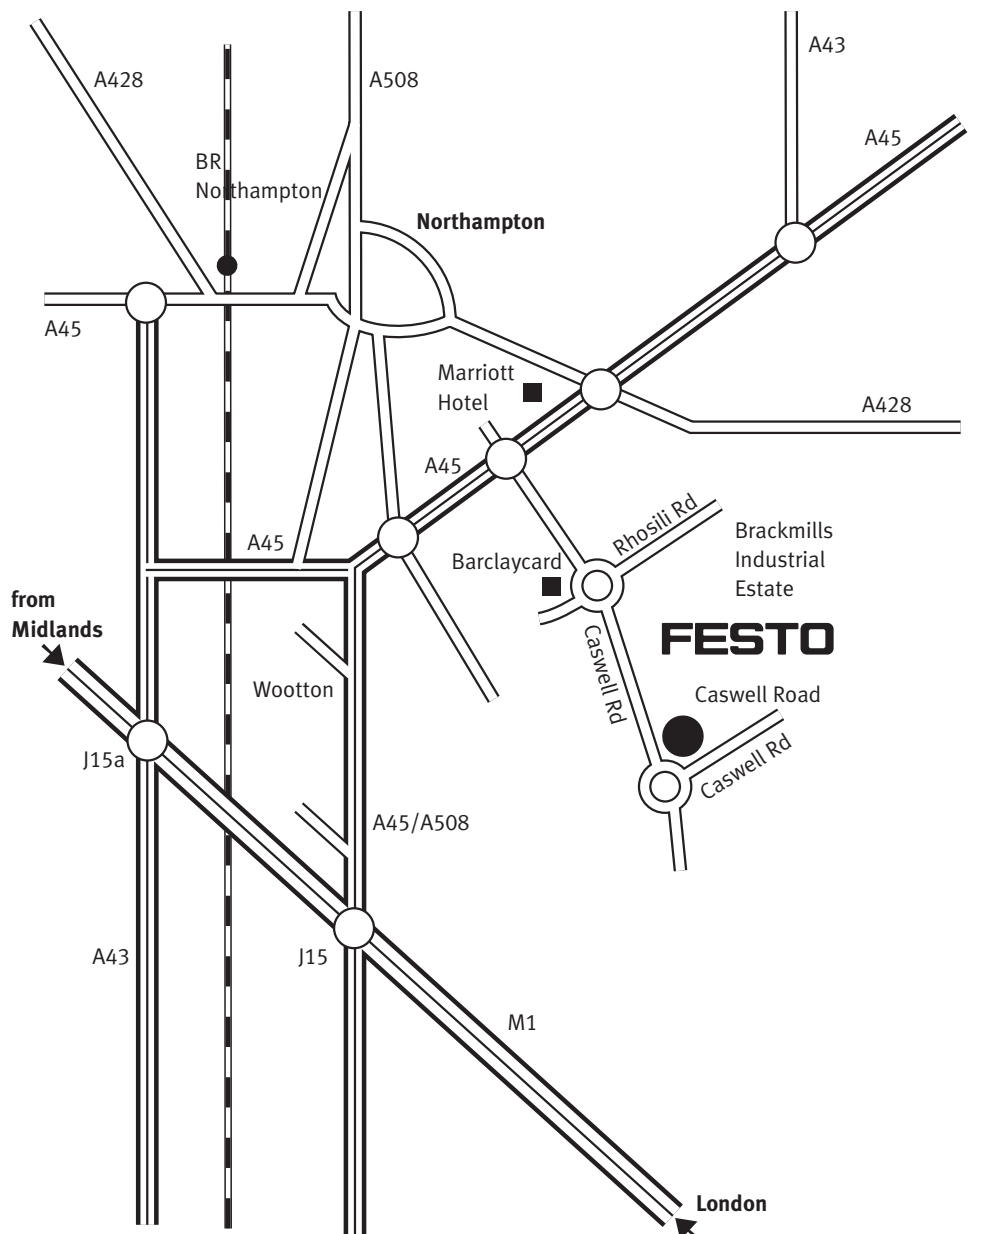 A43
A428
A508
A45
BR
Northampton
Northampton
A45
Marriott
Hotel
A428
A45
Rhosili Rd
Brackmills
Industrial
Estate
A45
Barclaycard
from
Midlands
FESTO
Caswell Rd
Wootton
Caswell Road
J15a
Caswell Rd
A45/A508
A43
J15
M1
London